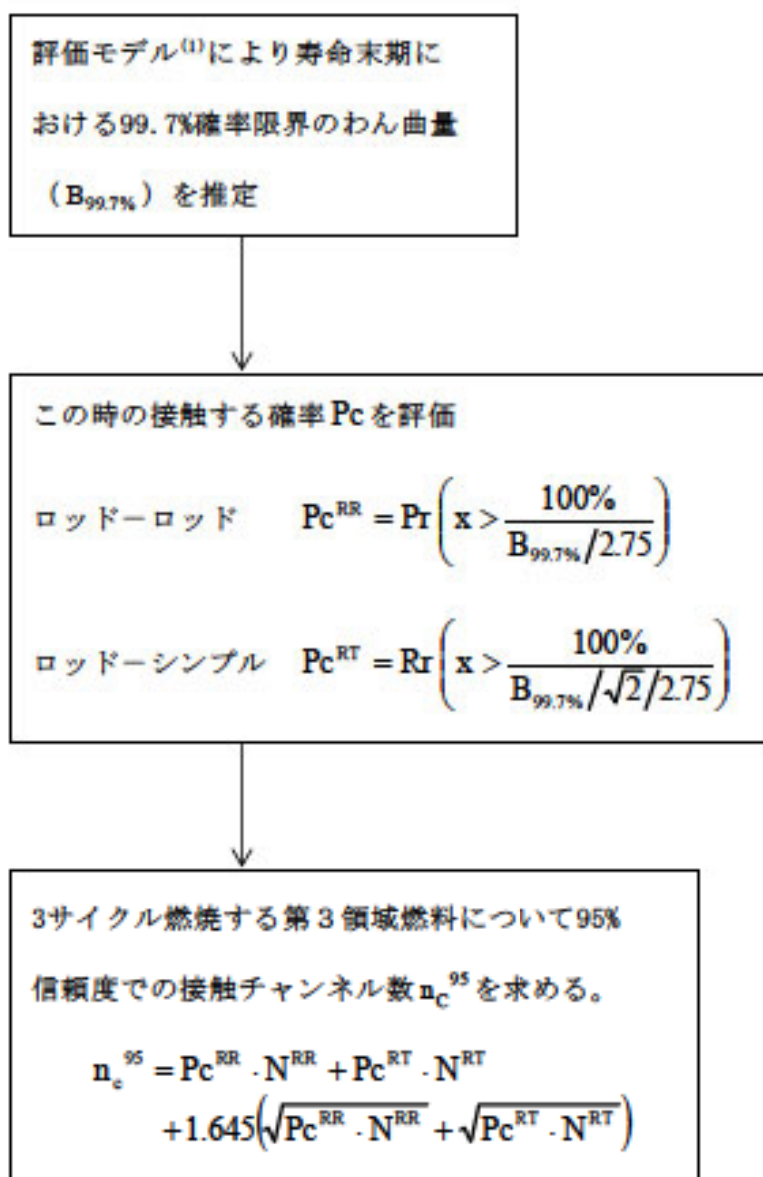 評価モデル⁽¹⁾により寿命末期に
おける99.7%確率限界のわん曲量
（B₉₉.₇%）を推定
この時の接触する確率Pcを評価
ロッドーロッド Pc^RR = Pr(x > 100% / (B₉₉.₇%/2.75))
ロッドーシンプル Pc^RT = Rr(x > 100% / (B₉₉.₇%/√2/2.75))
3サイクル燃焼する第3領域燃料について95%
信頼度での接触チャンネル数n_C^95を求める。
n_c^95 = Pc^RR · N^RR + Pc^RT · N^RT
+1.645(√(Pc^RR · N^RR) + √(Pc^RT · N^RT))